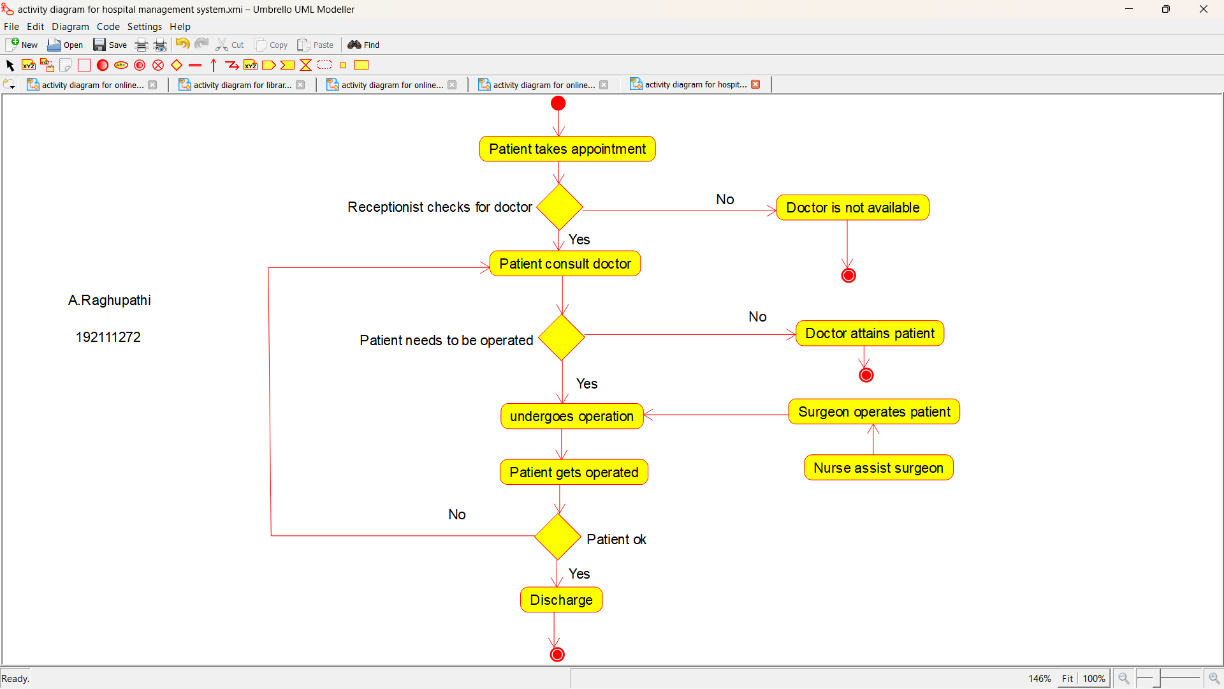 activity diagram for hospital management system.xmi – Umbrello UML Modeller
File Edit Diagram Code Settings Help
New Open Save Cut Copy Paste Find
activity diagram for online... activity diagram for librar... activity diagram for online... activity diagram for online... activity diagram for hospit...
Patient takes appointment
Receptionist checks for doctor
No
Doctor is not available
Yes
Patient consult doctor
A.Raghupathi
192111272
No
Patient needs to be operated
Doctor attains patient
Yes
undergoes operation
Surgeon operates patient
Patient gets operated
Nurse assist surgeon
No
Patient ok
Yes
Discharge
Ready.
146% Fit 100%